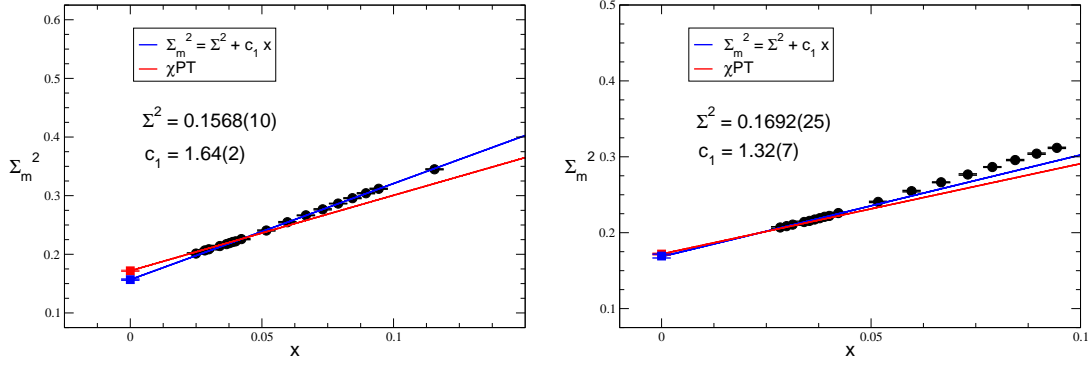 0.6
0.5
0.4
Σm²
0.3
0.2
0.1
Σm² = Σ² + c1 x
χPT
Σ² = 0.1568(10)
c1 = 1.64(2)
0
0.05
0.1
x
0.5
0.4
Σm²
0.3
0.2
0.1
Σm² = Σ² + c1 x
χPT
Σ² = 0.1692(25)
c1 = 1.32(7)
0
0.05
0.1
x